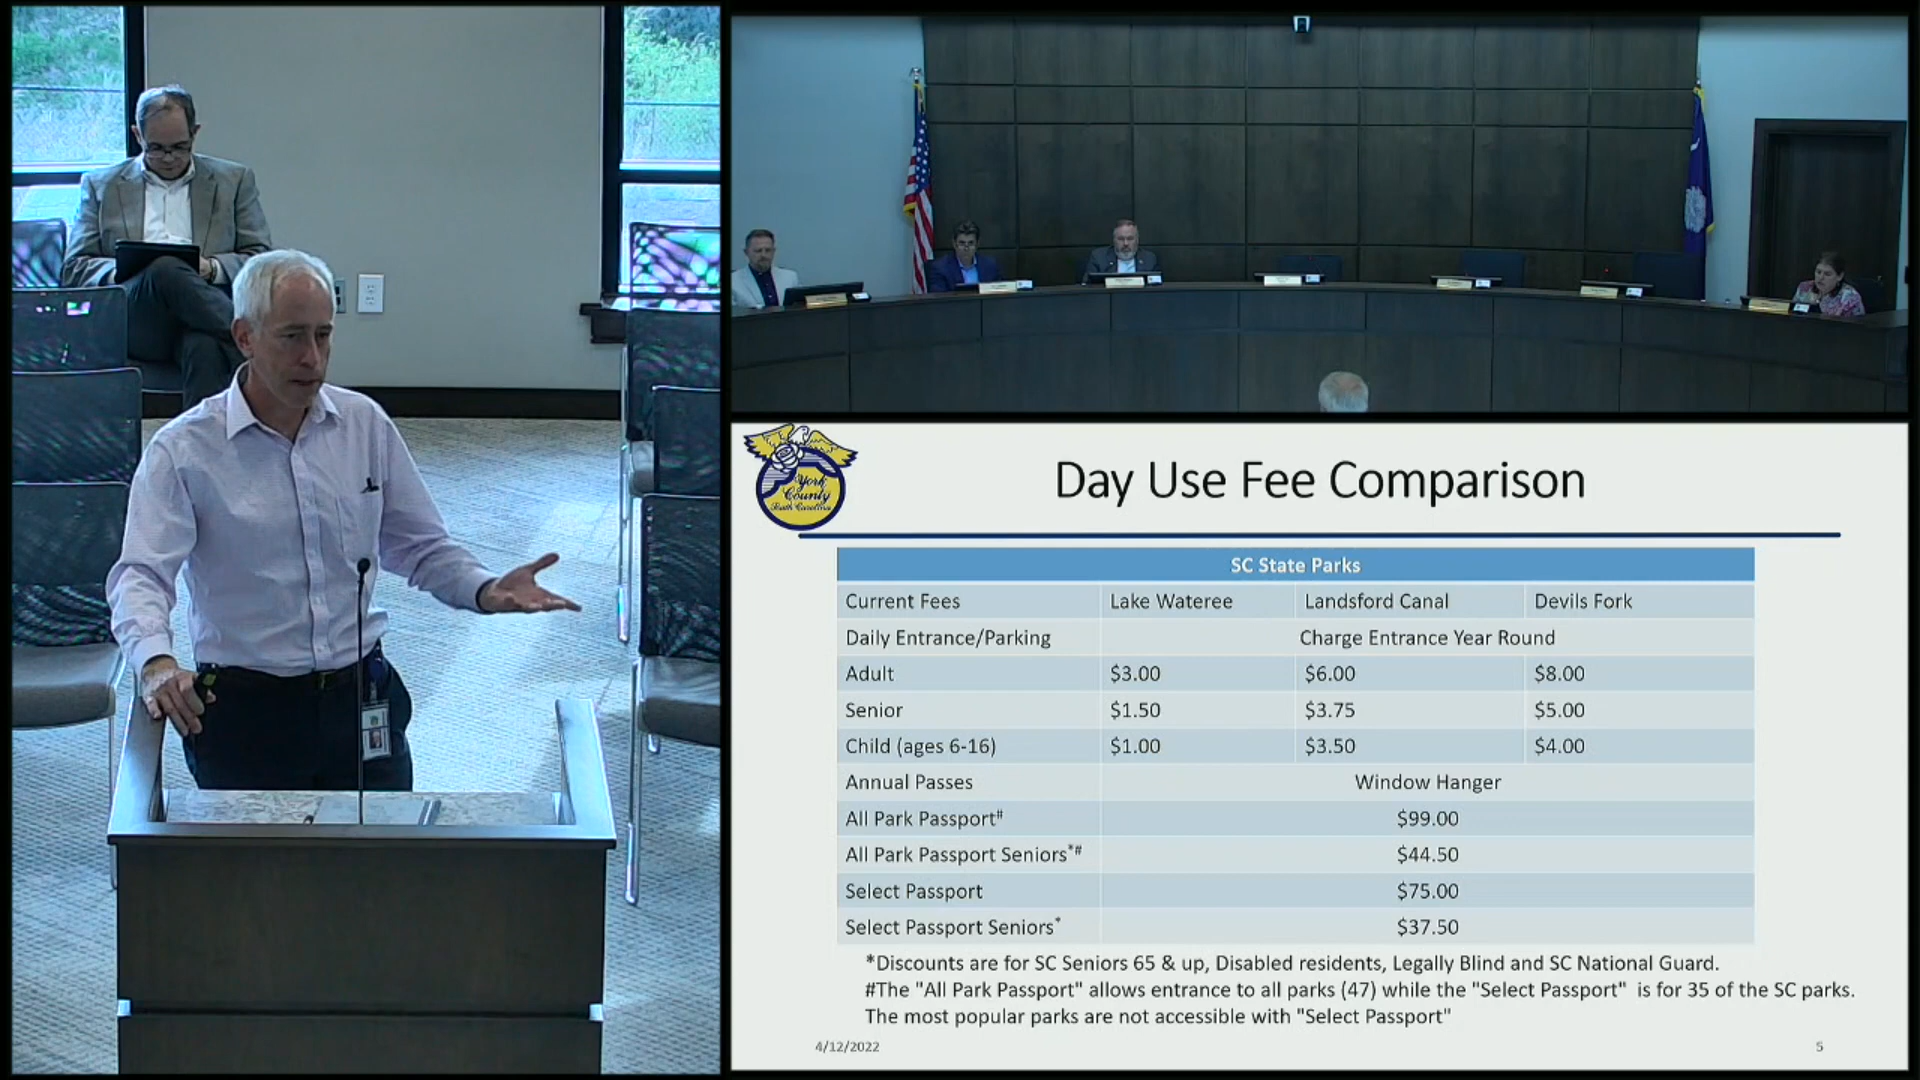 York
County
South Carolina
Day Use Fee Comparison
SC State Parks
Current Fees Lake Wateree Landsford Canal Devils Fork
Daily Entrance/Parking Charge Entrance Year Round
Adult $3.00 $6.00 $8.00
Senior $1.50 $3.75 $5.00
Child (ages 6-16) $1.00 $3.50 $4.00
Annual Passes Window Hanger
All Park Passport# $99.00
All Park Passport Seniors*# $44.50
Select Passport $75.00
Select Passport Seniors* $37.50
*Discounts are for SC Seniors 65 & up, Disabled residents, Legally Blind and SC National Guard.
#The "All Park Passport" allows entrance to all parks (47) while the "Select Passport" is for 35 of the SC parks.
The most popular parks are not accessible with "Select Passport"
4/12/2022 5